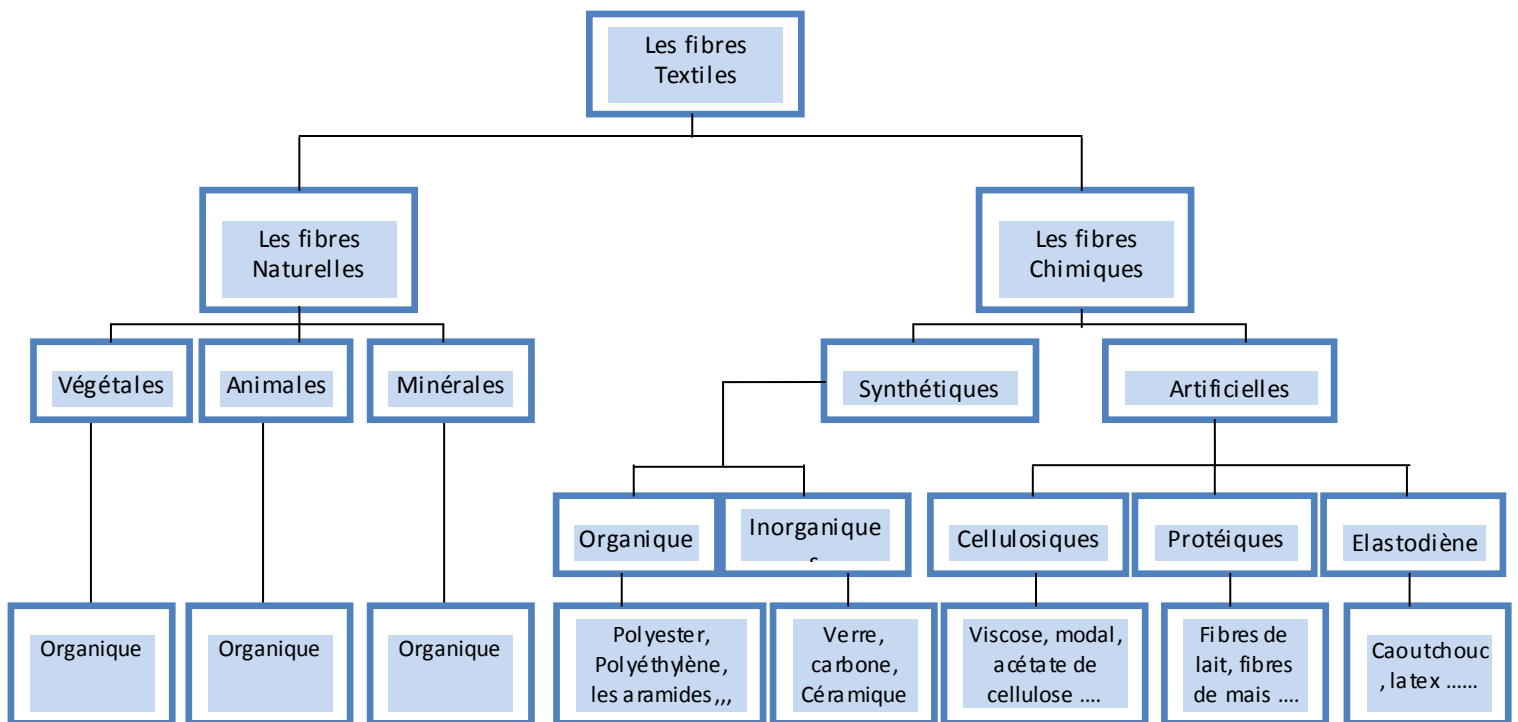 Les fibres
Textiles
Les fibres
Naturelles
Les fibres
Chimiques
Végétales
Animales
Minérales
Synthétiques
Artificielles
Organique
Inorganique
s
Cellulosiques
Protéiques
Elastodiène
Organique
Organique
Organique
Polyester,
Polyéthylène,
les aramides,,,
Verre,
carbone,
Céramique
Viscose, modal,
acétate de
cellulose ....
Fibres de
lait, fibres
de mais ....
Caoutchouc
, latex ......